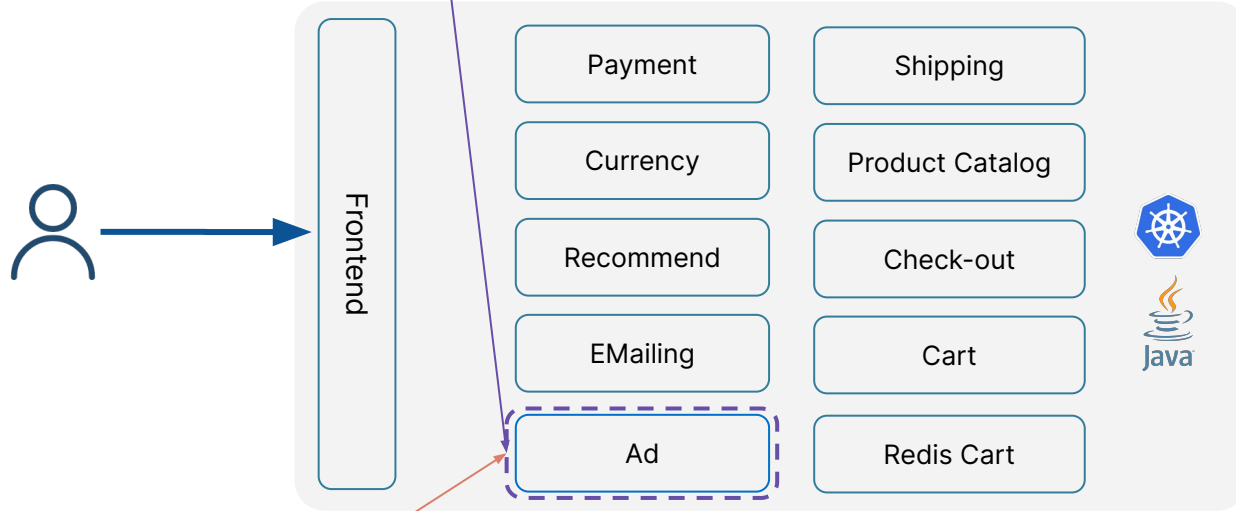 Frontend
Payment
Shipping
Currency
Product Catalog
Recommend
Check-out
EMailing
Cart
Ad
Redis Cart
Java